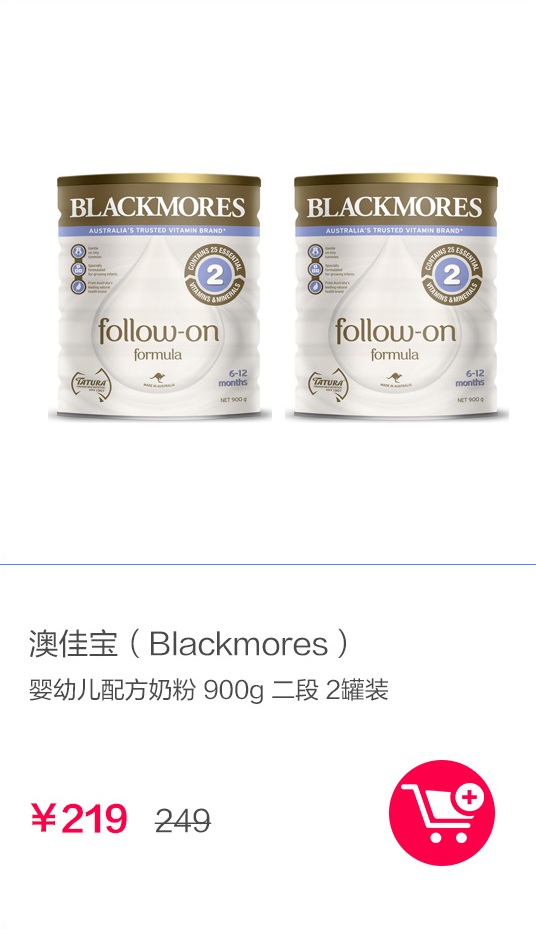 BLACKMORES
AUSTRALIA'S TRUSTED VITAMIN BRAND*
CONTAINS 25 ESSENTIAL
2
VITAMINS & MINERALS
follow-on
formula
6-12
months
TATURA
MADE IN AUSTRALIA
NET 900 g
BLACKMORES
AUSTRALIA'S TRUSTED VITAMIN BRAND*
CONTAINS 25 ESSENTIAL
2
VITAMINS & MINERALS
follow-on
formula
6-12
months
TATURA
MADE IN AUSTRALIA
NET 900 g
澳佳宝（Blackmores）
婴幼儿配方奶粉 900g 二段 2罐装
¥219 249